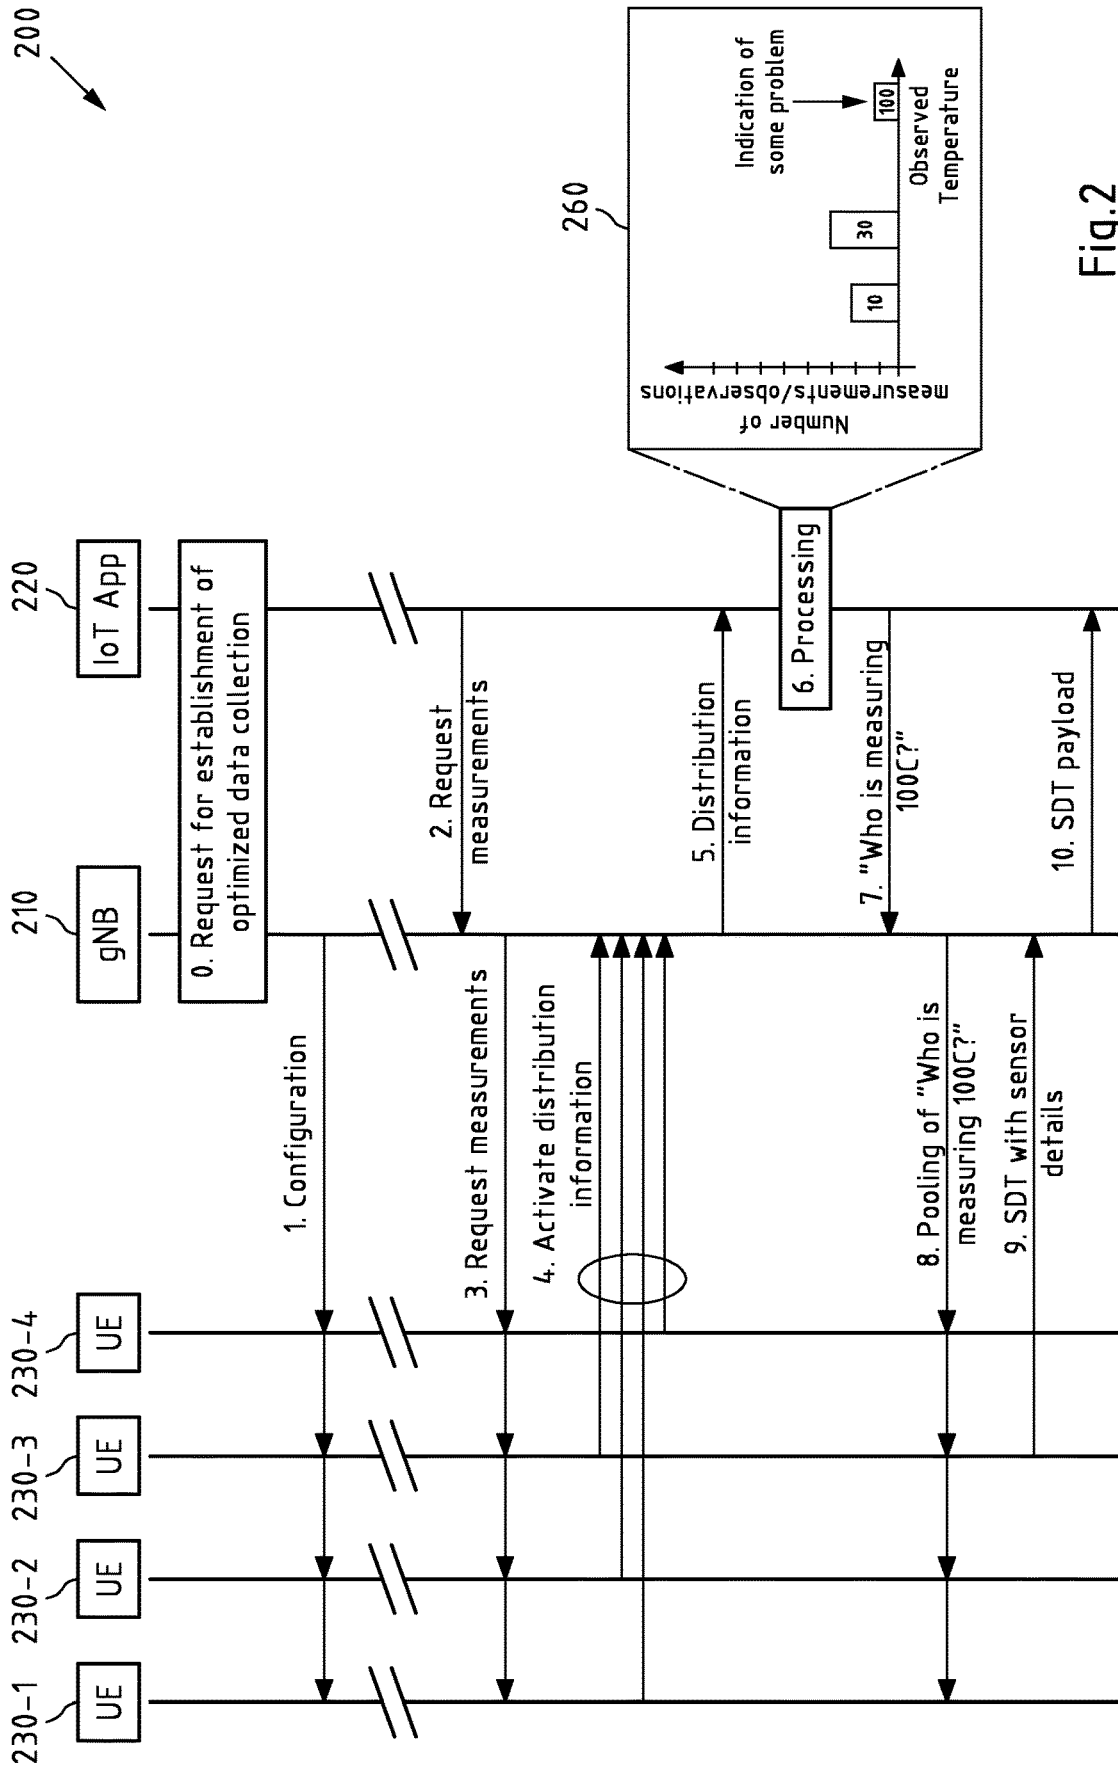 200
230-1
230-2
230-3
230-4
210
220
UE
UE
UE
UE
gNB
IoT App
0. Request for establishment of
optimized data collection
1. Configuration
2. Request
measurements
3. Request measurements
4. Activate distribution
information
5. Distribution
information
6. Processing
260
Number of
measurements/observations
10
30
100
Indication of
some problem
Observed
Temperature
7. "Who is measuring
100C?"
8. Pooling of "Who is
measuring 100C?"
9. SDT with sensor
details
10. SDT payload
Fig.2